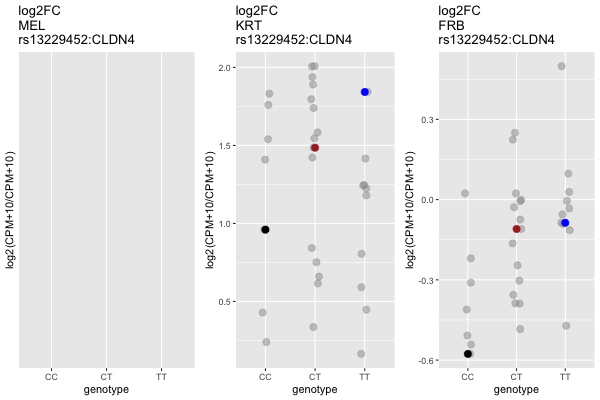 log2FC
MEL
rs13229452:CLDN4
log2(CPM+10/CPM+10)
CC CT TT
genotype
log2FC
KRT
rs13229452:CLDN4
log2(CPM+10/CPM+10)
2.0
1.5
1.0
0.5
CC CT TT
genotype
log2FC
FRB
rs13229452:CLDN4
log2(CPM+10/CPM+10)
0.3
0.0
-0.3
-0.6
CC CT TT
genotype